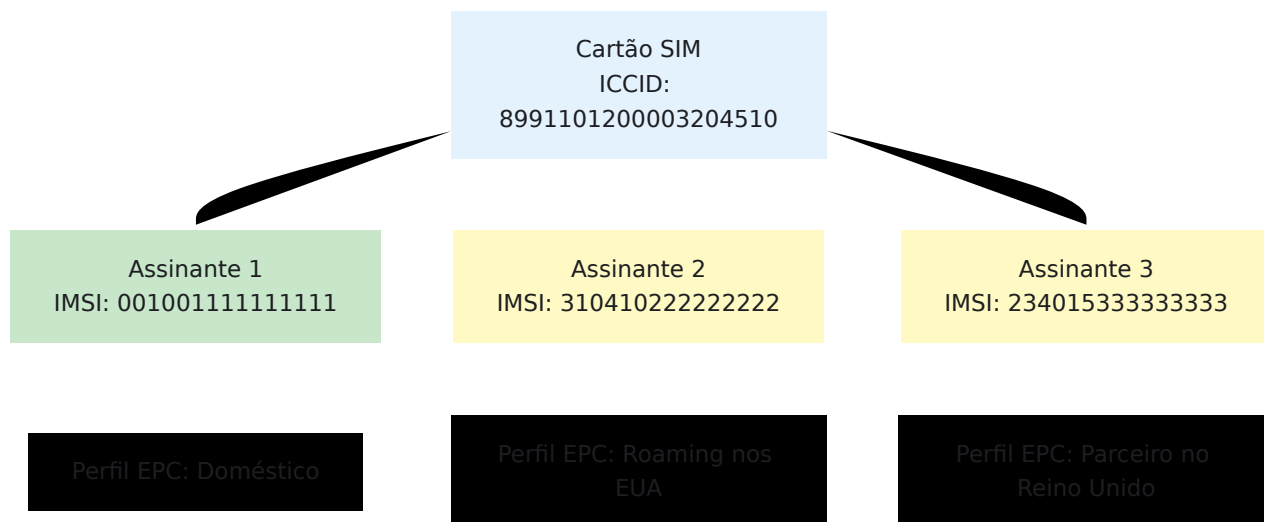 Cartão SIM
ICCID:
8991101200003204510
Assinante 1
IMSI: 001001111111111
Assinante 2
IMSI: 310410222222222
Assinante 3
IMSI: 234015333333333
Perfil EPC: Doméstico
Perfil EPC: Roaming nos
EUA
Perfil EPC: Parceiro no
Reino Unido